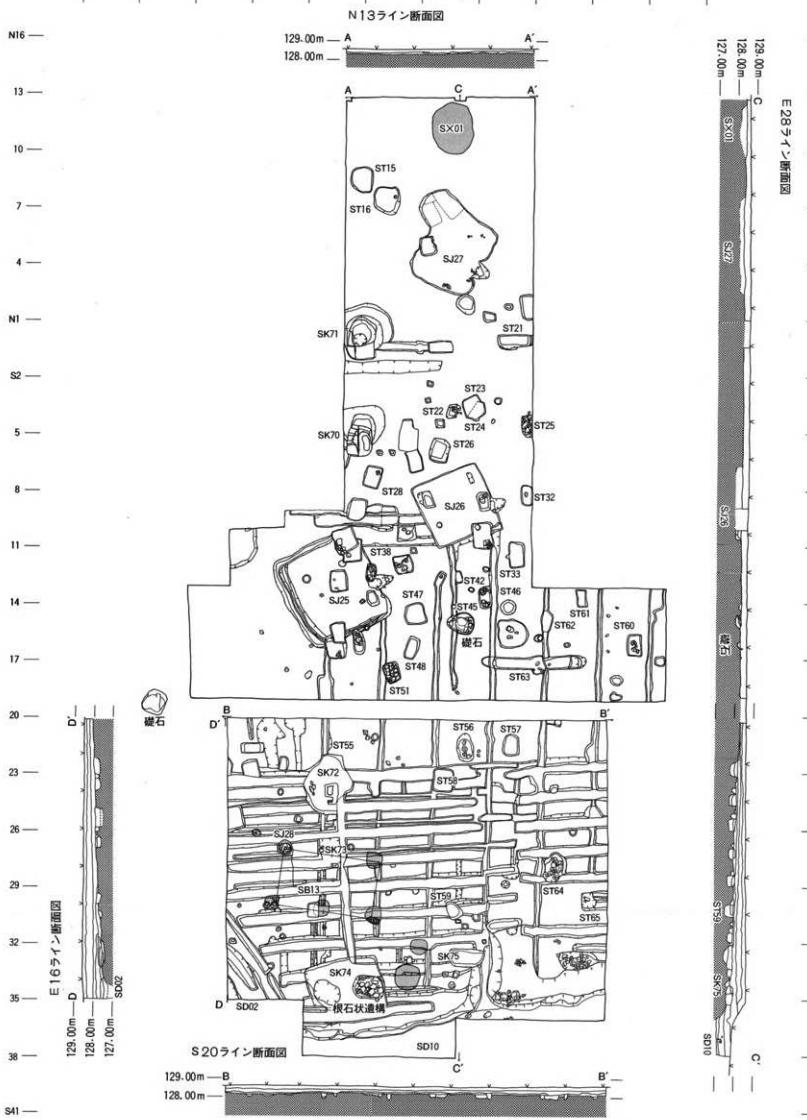 N13ライン断面図
N16
129.00m
128.00m
A
A′
129.00m
128.00m
127.00m
C
E28ライン断面図
SX01
SJ27
SJ26
礎石
ST59
SK75
SD10
C′
13
10
7
4
N1
S2
5
8
11
14
17
20
23
26
29
32
35
38
S41
A
C
A′
SX01
ST15
ST16
SJ27
SK71
ST21
ST23
ST22
ST24
ST25
SK70
ST26
ST28
SJ26
ST32
ST38
ST33
ST42
ST46
SJ25
ST47
ST45
ST61
ST62
ST60
礎石
ST48
ST51
ST63
礎石
B
B′
D′
D′
ST55
ST56
ST57
SK72
ST58
SJ28
SK73
SB13
ST59
ST64
ST65
SK75
SK74
D
SD02
根石状遺構
SD10
C′
E16ライン断面図
D
129.00m
128.00m
127.00m
SD02
S20ライン断面図
129.00m
128.00m
B
B′